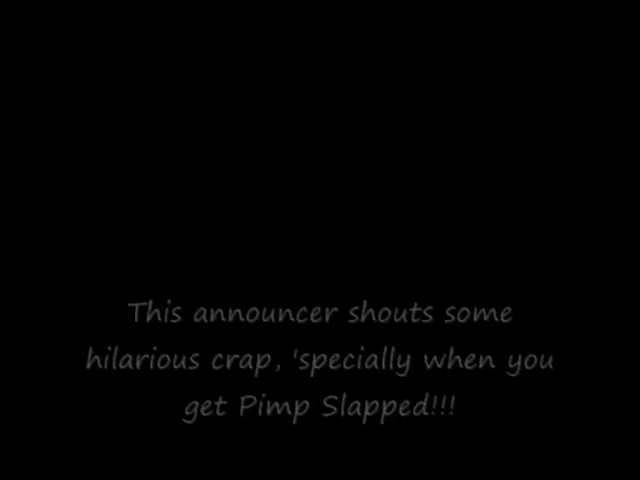 This announcer shouts some
hilarious crap, 'specially when you
get Pimp Slapped!!!